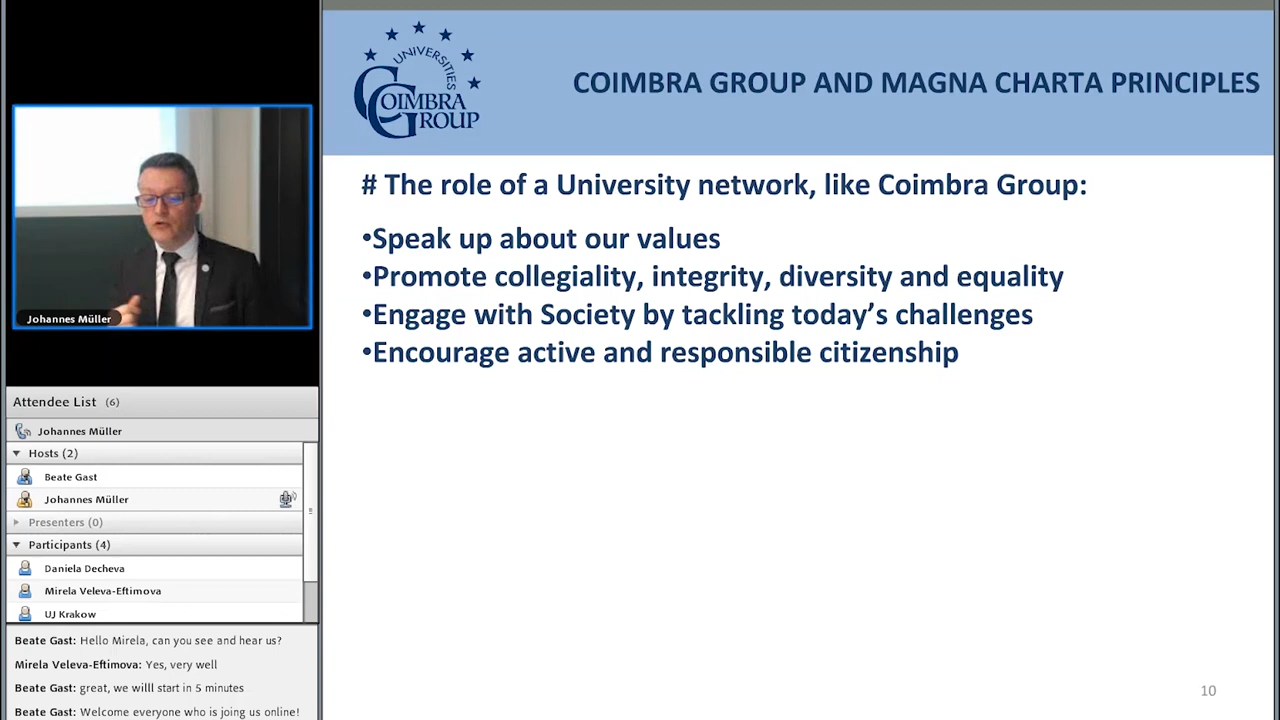 UNIVERSITIES
COIMBRA
GROUP
COIMBRA GROUP AND MAGNA CHARTA PRINCIPLES
# The role of a University network, like Coimbra Group:
•Speak up about our values
•Promote collegiality, integrity, diversity and equality
•Engage with Society by tackling today’s challenges
•Encourage active and responsible citizenship
10
Johannes Müller
Attendee List (6)
Johannes Müller
Hosts (2)
Beate Gast
Johannes Müller
Presenters (0)
Participants (4)
Daniela Decheva
Mirela Veleva-Eftimova
UJ Krakow
Beate Gast: Hello Mirela, can you see and hear us?
Mirela Veleva-Eftimova: Yes, very well
Beate Gast: great, we willl start in 5 minutes
Beate Gast: Welcome everyone who is joing us online!